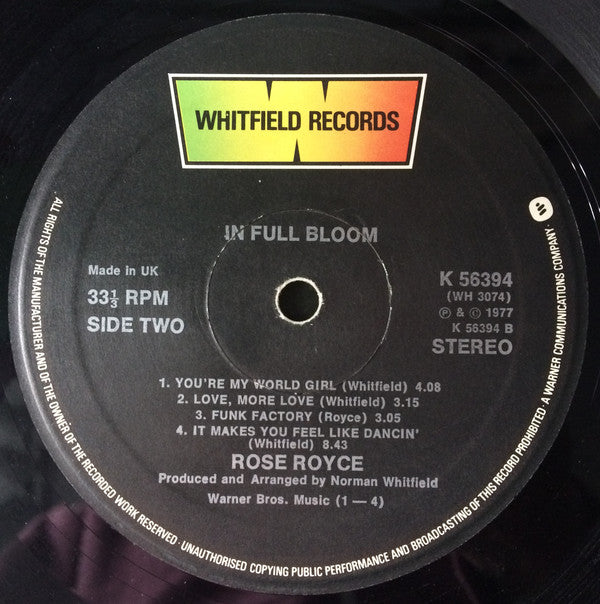 WHITFIELD RECORDS
IN FULL BLOOM
Made in UK
33⅓ RPM
SIDE TWO
K 56394
(WH 3074)
℗ & © 1977
K 56394 B
STEREO
1. YOU'RE MY WORLD GIRL (Whitfield) 4.08
2. LOVE, MORE LOVE (Whitfield) 3.15
3. FUNK FACTORY (Royce) 3.05
4. IT MAKES YOU FEEL LIKE DANCIN'
(Whitfield) 8.43
ROSE ROYCE
Produced and Arranged by Norman Whitfield
Warner Bros. Music (1 — 4)
ALL RIGHTS OF THE MANUFACTURER AND OF THE OWNER OF THE RECORDED WORK RESERVED · UNAUTHORISED COPYING PUBLIC PERFORMANCE AND BROADCASTING OF THIS RECORD PROHIBITED · A WARNER COMMUNICATIONS COMPANY ·